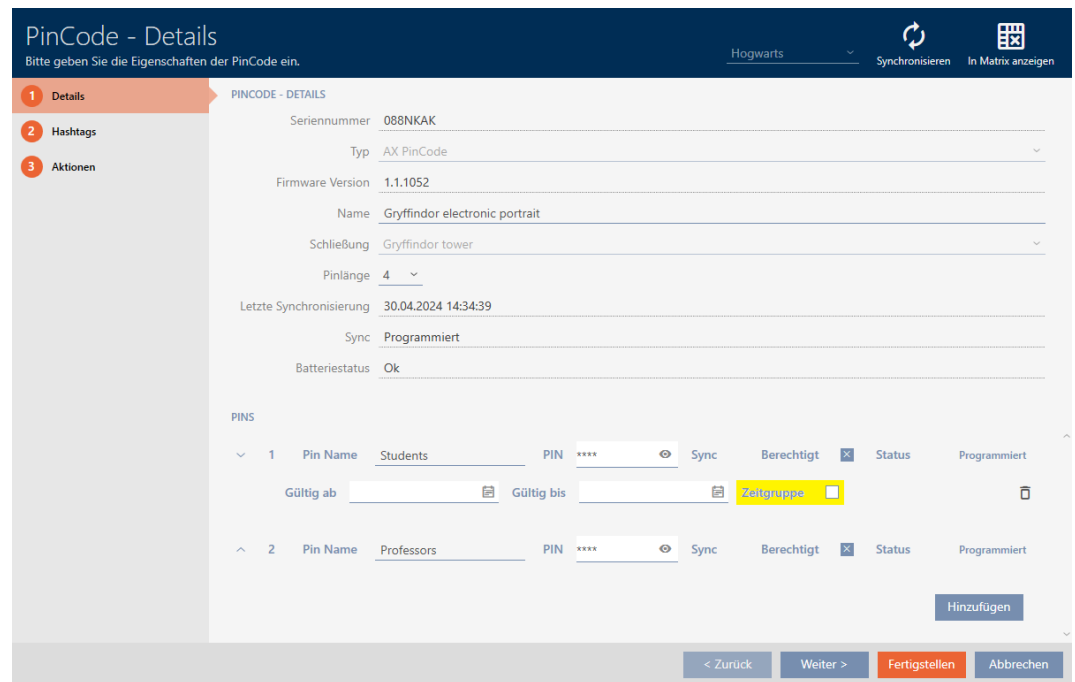 PinCode - Details
Bitte geben Sie die Eigenschaften der PinCode ein.
Hogwarts
Synchronisieren
In Matrix anzeigen
1 Details
2 Hashtags
3 Aktionen
PINCODE - DETAILS
Seriennummer 088NKAK
Typ AX PinCode
Firmware Version 1.1.1052
Name Gryffindor electronic portrait
Schließung Gryffindor tower
Pinlänge 4
Letzte Synchronisierung 30.04.2024 14:34:39
Sync Programmiert
Batteriestatus Ok
PINS
1 Pin Name Students PIN **** Sync Berechtigt Status Programmiert
Gültig ab Gültig bis Zeitgruppe
2 Pin Name Professors PIN **** Sync Berechtigt Status Programmiert
Hinzufügen
< Zurück Weiter > Fertigstellen Abbrechen